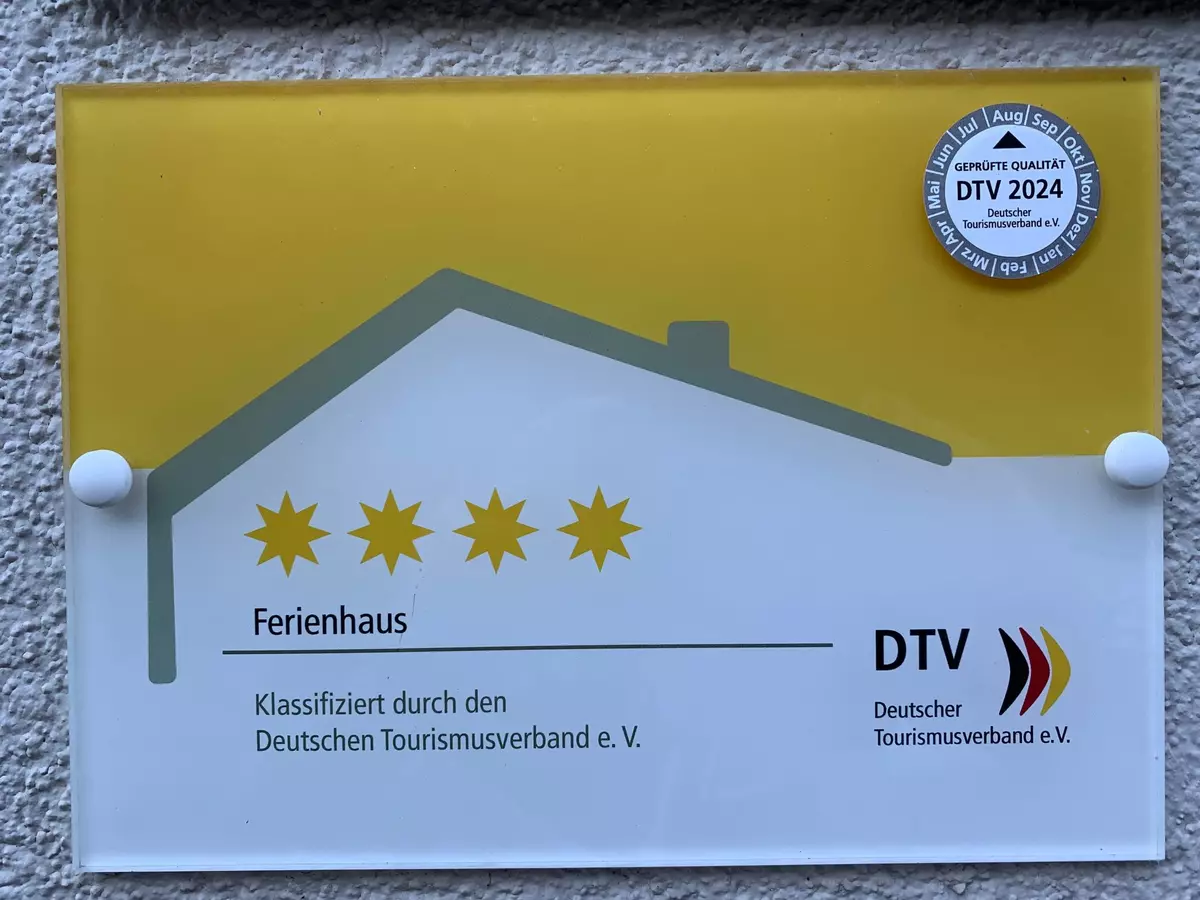 Jan Feb Mrz Apr Mai Jun Jul Aug Sep Okt Nov Dez
GEPRÜFTE QUALITÄT
DTV 2024
Deutscher
Tourismusverband e.V.
Ferienhaus
Klassifiziert durch den
Deutschen Tourismusverband e. V.
DTV
Deutscher
Tourismusverband e.V.